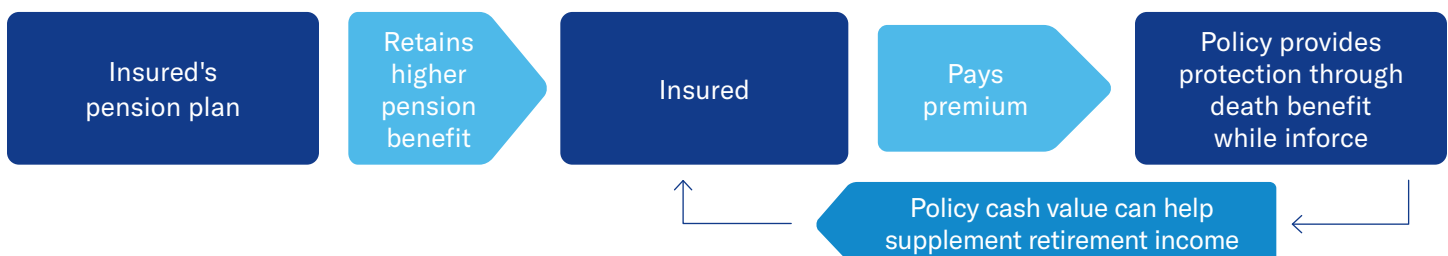 Insured's
pension plan
Retains
higher
pension
benefit
Insured
Pays
premium
Policy provides
protection through
death benefit
while inforce
Policy cash value can help
supplement retirement income